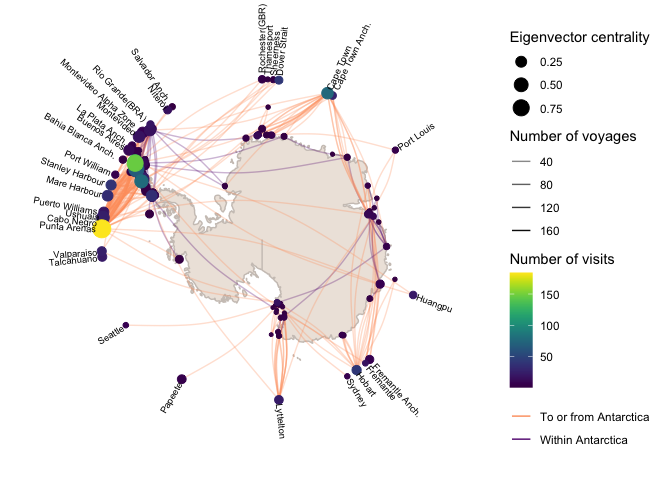 Rochester(GBR)
Thamesport
Sheerness
Dover Strait
Cape Town
Cape Town Anch.
Salvador Anch.
Niteroi
Rio Grande(BRA)
Montevideo Alpha Zone
Montevideo
La Plata Anch.
Buenos Aires
Bahia Blanca Anch.
Port William
Stanley Harbour
Mare Harbour
Puerto Williams
Ushuaia
Cabo Negro
Punta Arenas
Valparaiso
Talcahuano
Seattle
Papeete
Lyttelton
Sydney
Hobart
Fremantle
Fremantle Anch.
Huangpu
Port Louis
Eigenvector centrality
0.25
0.50
0.75
Number of voyages
40
80
120
160
Number of visits
150
100
50
To or from Antarctica
Within Antarctica